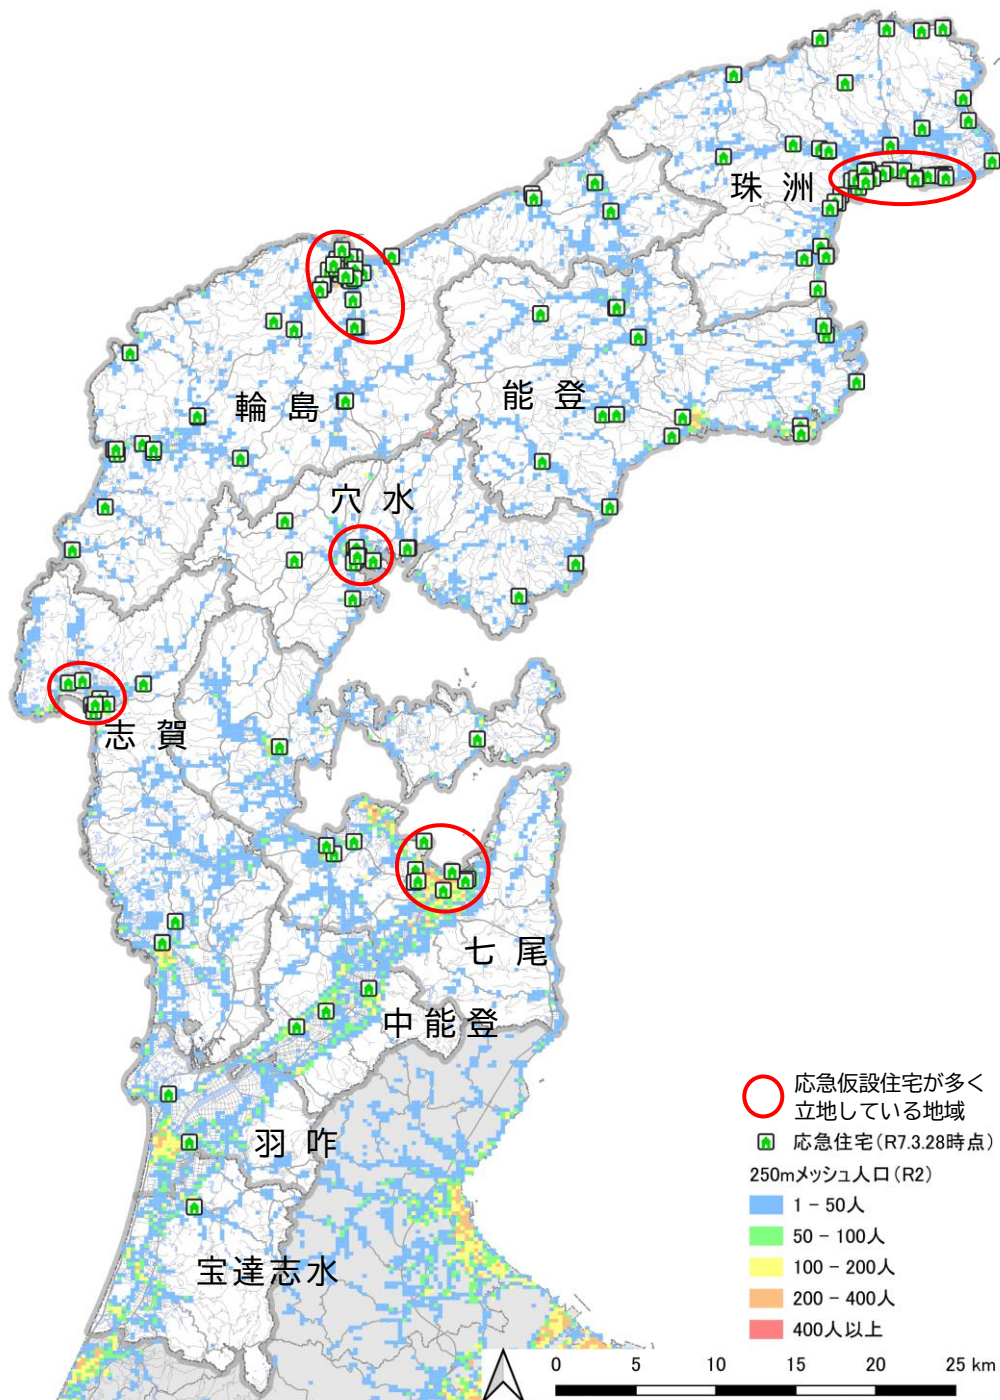 珠洲
輪島
能登
穴水
志賀
七尾
中能登
羽咋
宝達志水
応急仮設住宅が多く
立地している地域
応急住宅(R7.3.28時点)
250mメッシュ人口(R2)
1 - 50人
50 - 100人
100 - 200人
200 - 400人
400人以上
0 5 10 15 20 25 km